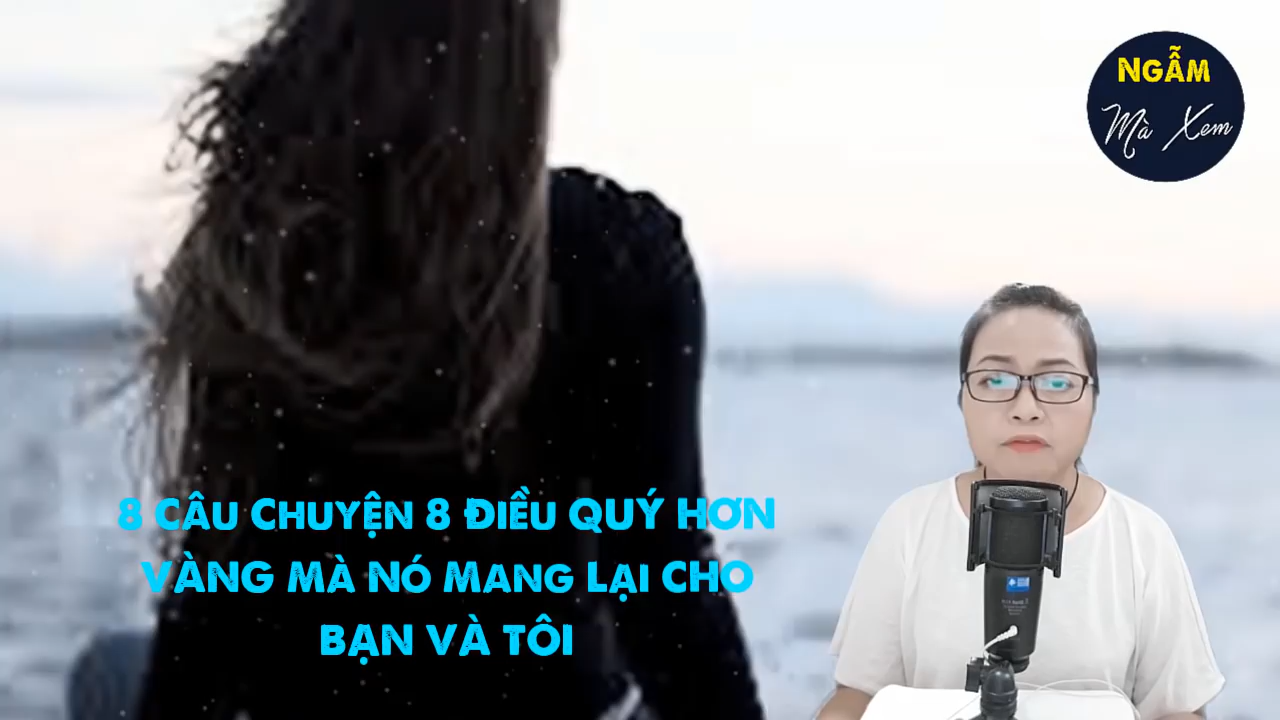 NGẪM
Mà Xem
8 CÂU CHUYỆN 8 ĐIỀU QUÝ HƠN
VÀNG MÀ NÓ MANG LẠI CHO
BẠN VÀ TÔI